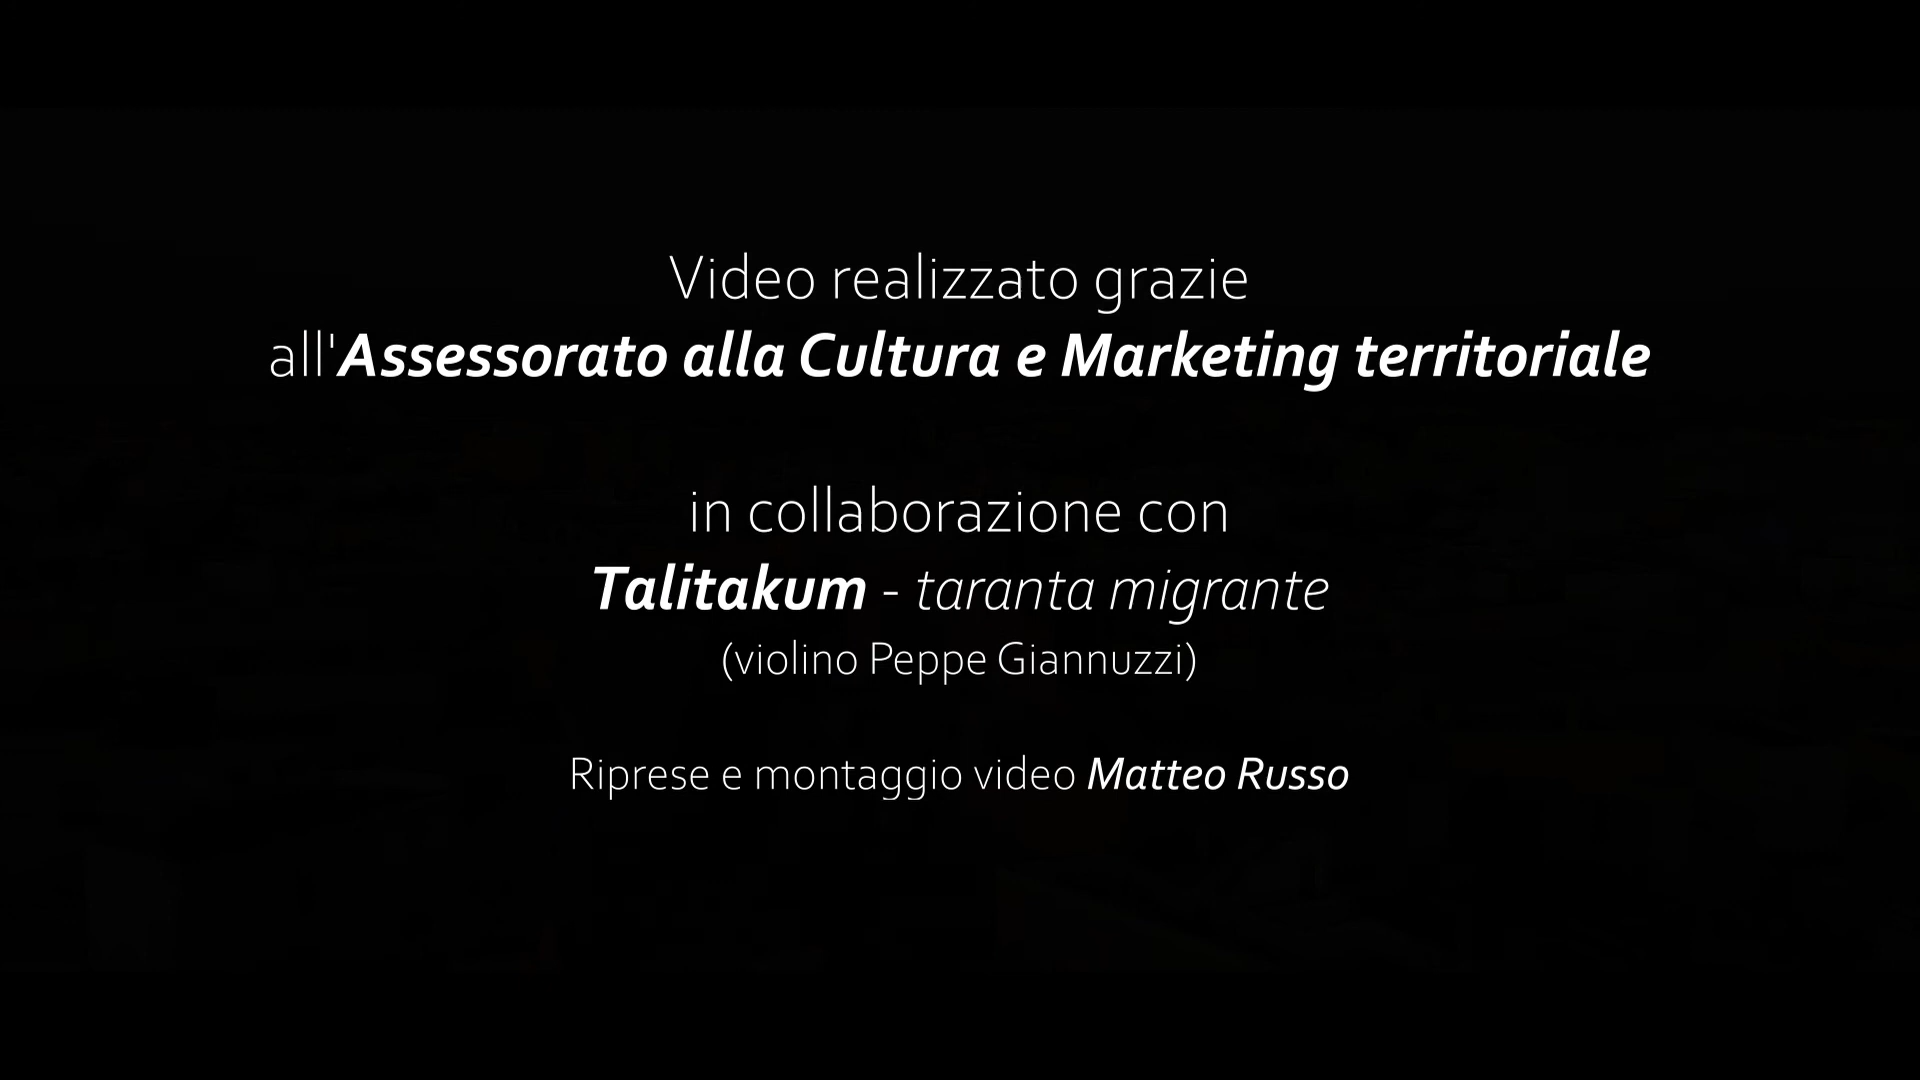 Video realizzato grazie
all'Assessorato alla Cultura e Marketing territoriale
in collaborazione con
Talitakum - taranta migrante
(violino Peppe Giannuzzi)
Riprese e montaggio video Matteo Russo